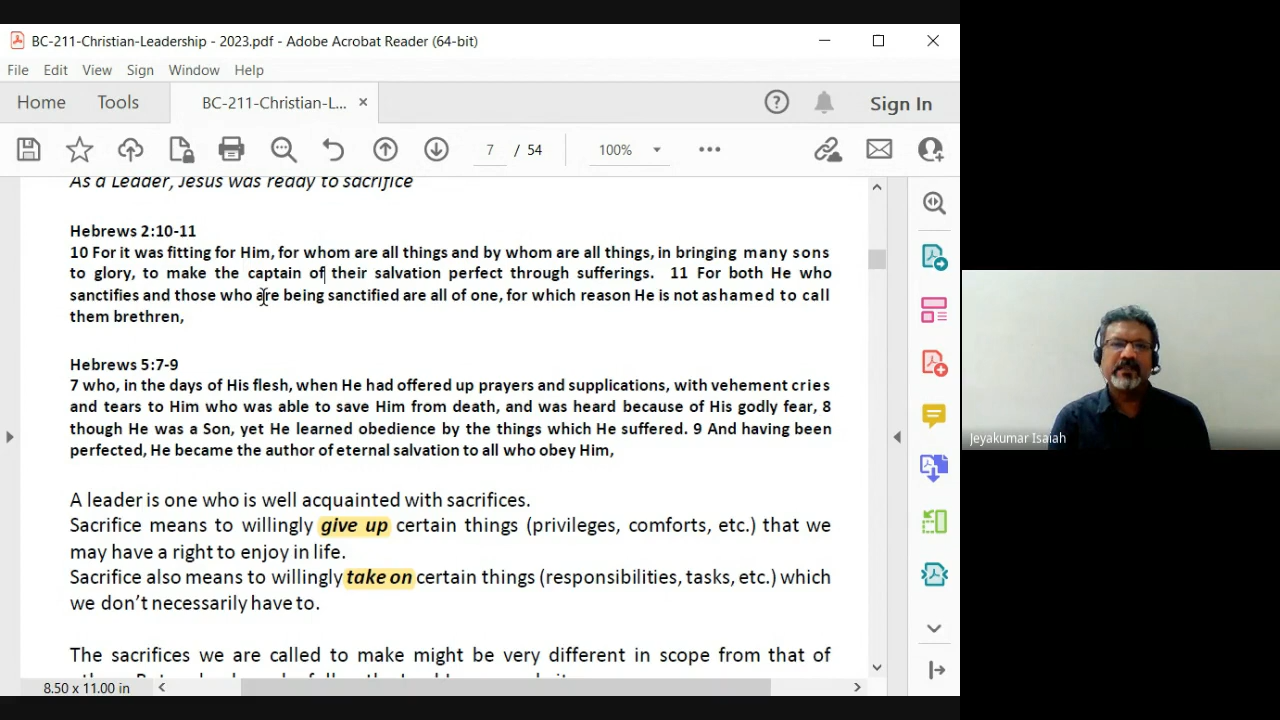 BC-211-Christian-Leadership - 2023.pdf - Adobe Acrobat Reader (64-bit)
File Edit View Sign Window Help
Home Tools BC-211-Christian-L... × Sign In
7 / 54 100%
As a Leader, Jesus was ready to sacrifice
Hebrews 2:10-11
10 For it was fitting for Him, for whom are all things and by whom are all things, in bringing many sons
to glory, to make the captain of their salvation perfect through sufferings. 11 For both He who
sanctifies and those who are being sanctified are all of one, for which reason He is not ashamed to call
them brethren,
Hebrews 5:7-9
7 who, in the days of His flesh, when He had offered up prayers and supplications, with vehement cries
and tears to Him who was able to save Him from death, and was heard because of His godly fear, 8
though He was a Son, yet He learned obedience by the things which He suffered. 9 And having been
perfected, He became the author of eternal salvation to all who obey Him,
A leader is one who is well acquainted with sacrifices.
Sacrifice means to willingly give up certain things (privileges, comforts, etc.) that we
may have a right to enjoy in life.
Sacrifice also means to willingly take on certain things (responsibilities, tasks, etc.) which
we don't necessarily have to.
The sacrifices we are called to make might be very different in scope from that of
8.50 x 11.00 in
Jeyakumar Isaiah